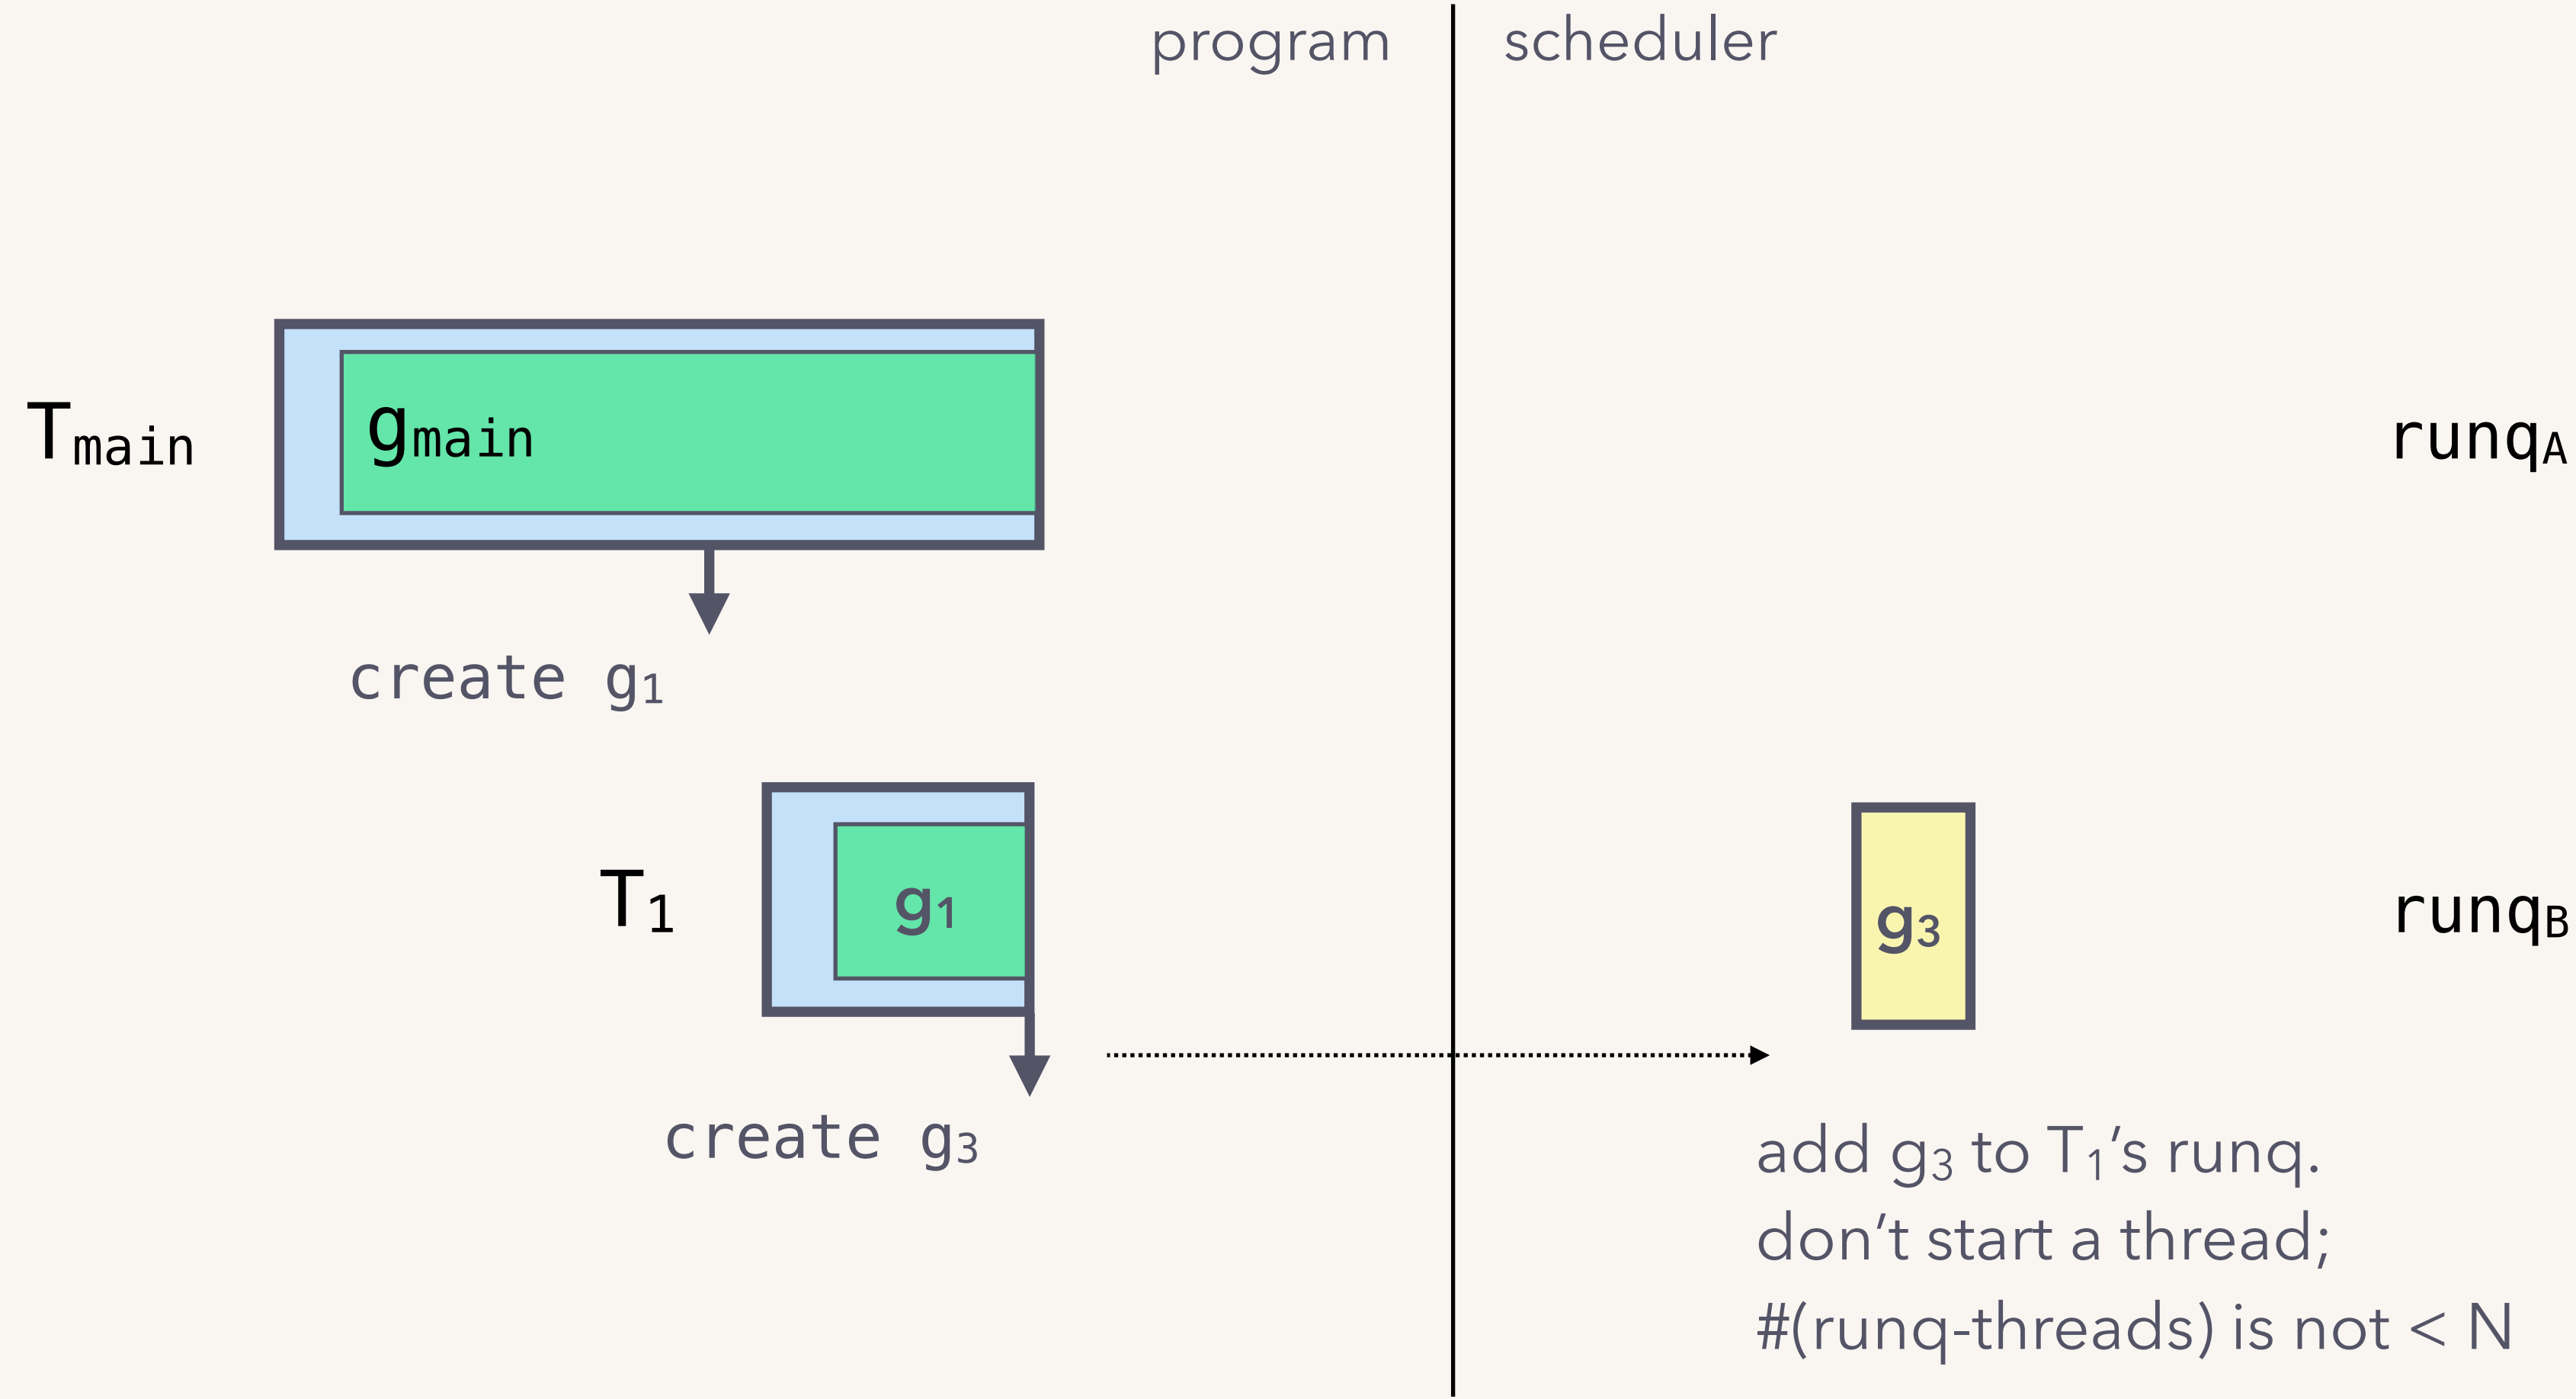 program
scheduler
Tmain
gmain
runqA
create g1
T1
g1
g3
runqB
create g3
add g3 to T1’s runq.
don’t start a thread;
#(runq-threads) is not < N